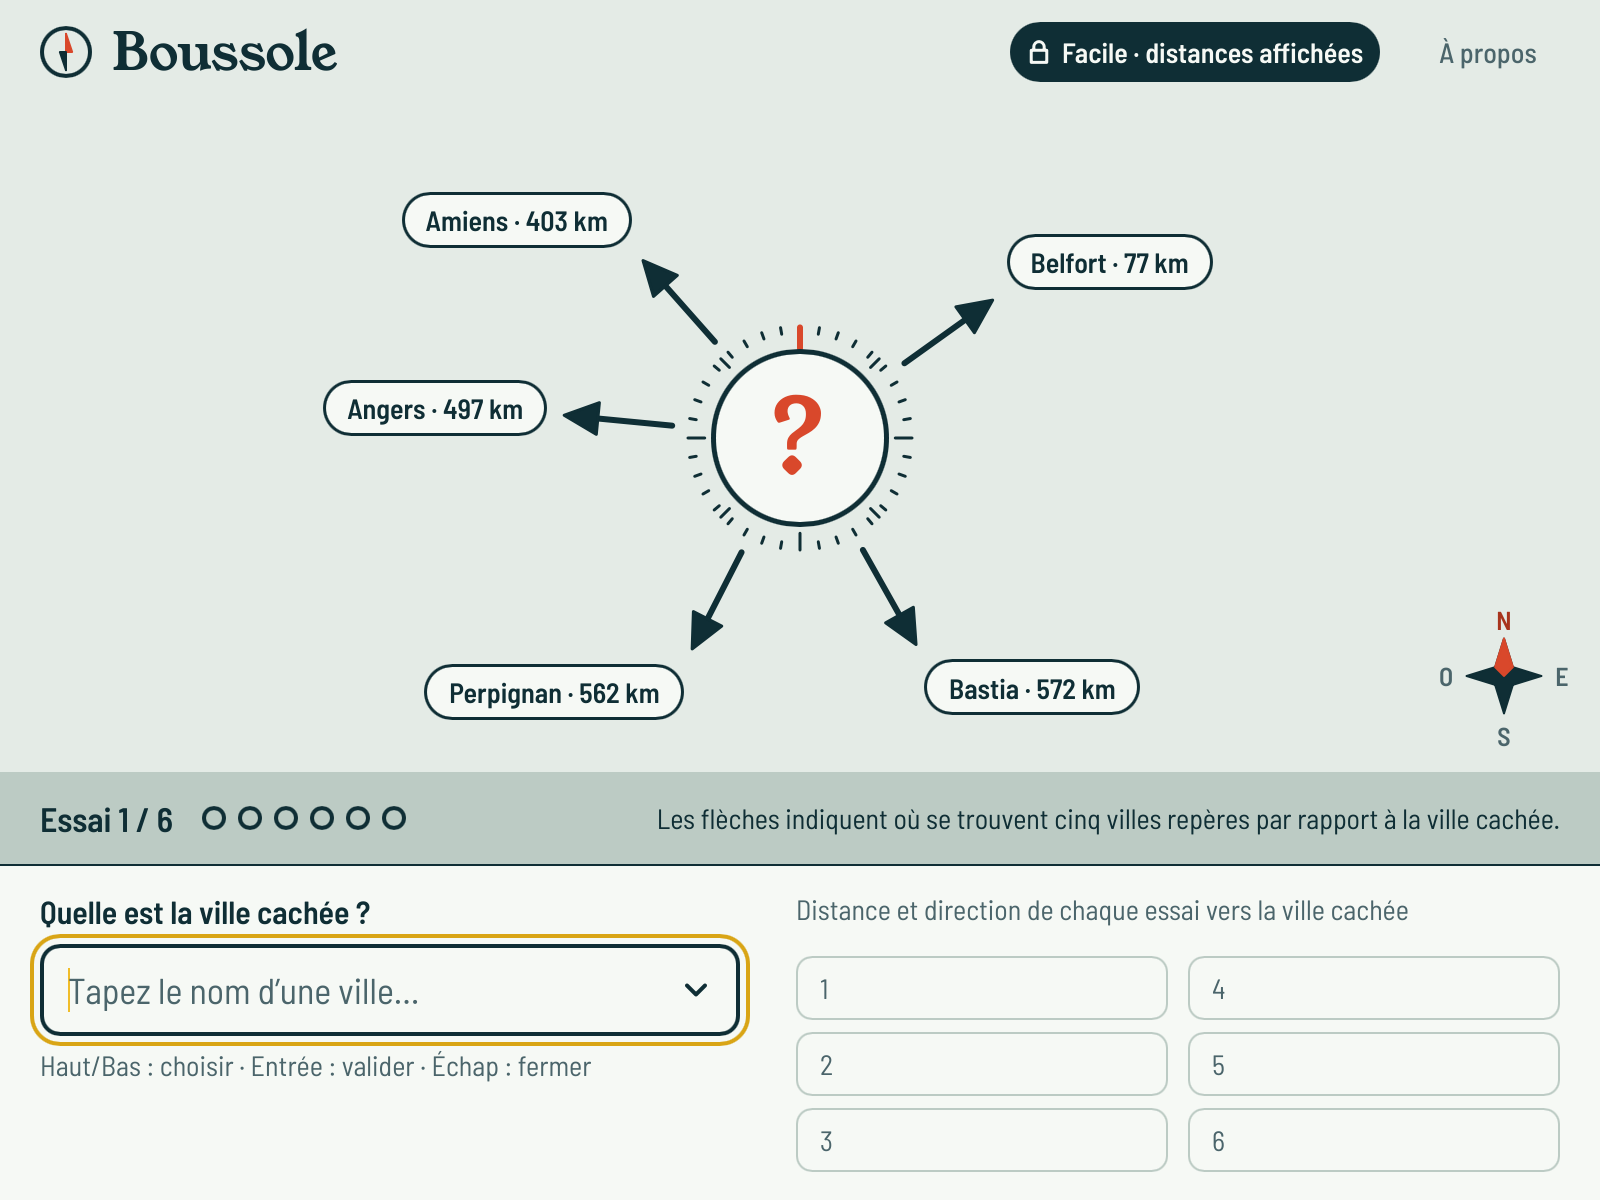 Boussole
Facile · distances affichées
À propos
Amiens · 403 km
Belfort · 77 km
Angers · 497 km
?
Perpignan · 562 km
Bastia · 572 km
N
O
E
S
Essai 1 / 6
Les flèches indiquent où se trouvent cinq villes repères par rapport à la ville cachée.
Quelle est la ville cachée ?
Tapez le nom d’une ville…
Haut/Bas : choisir · Entrée : valider · Échap : fermer
Distance et direction de chaque essai vers la ville cachée
1
2
3
4
5
6